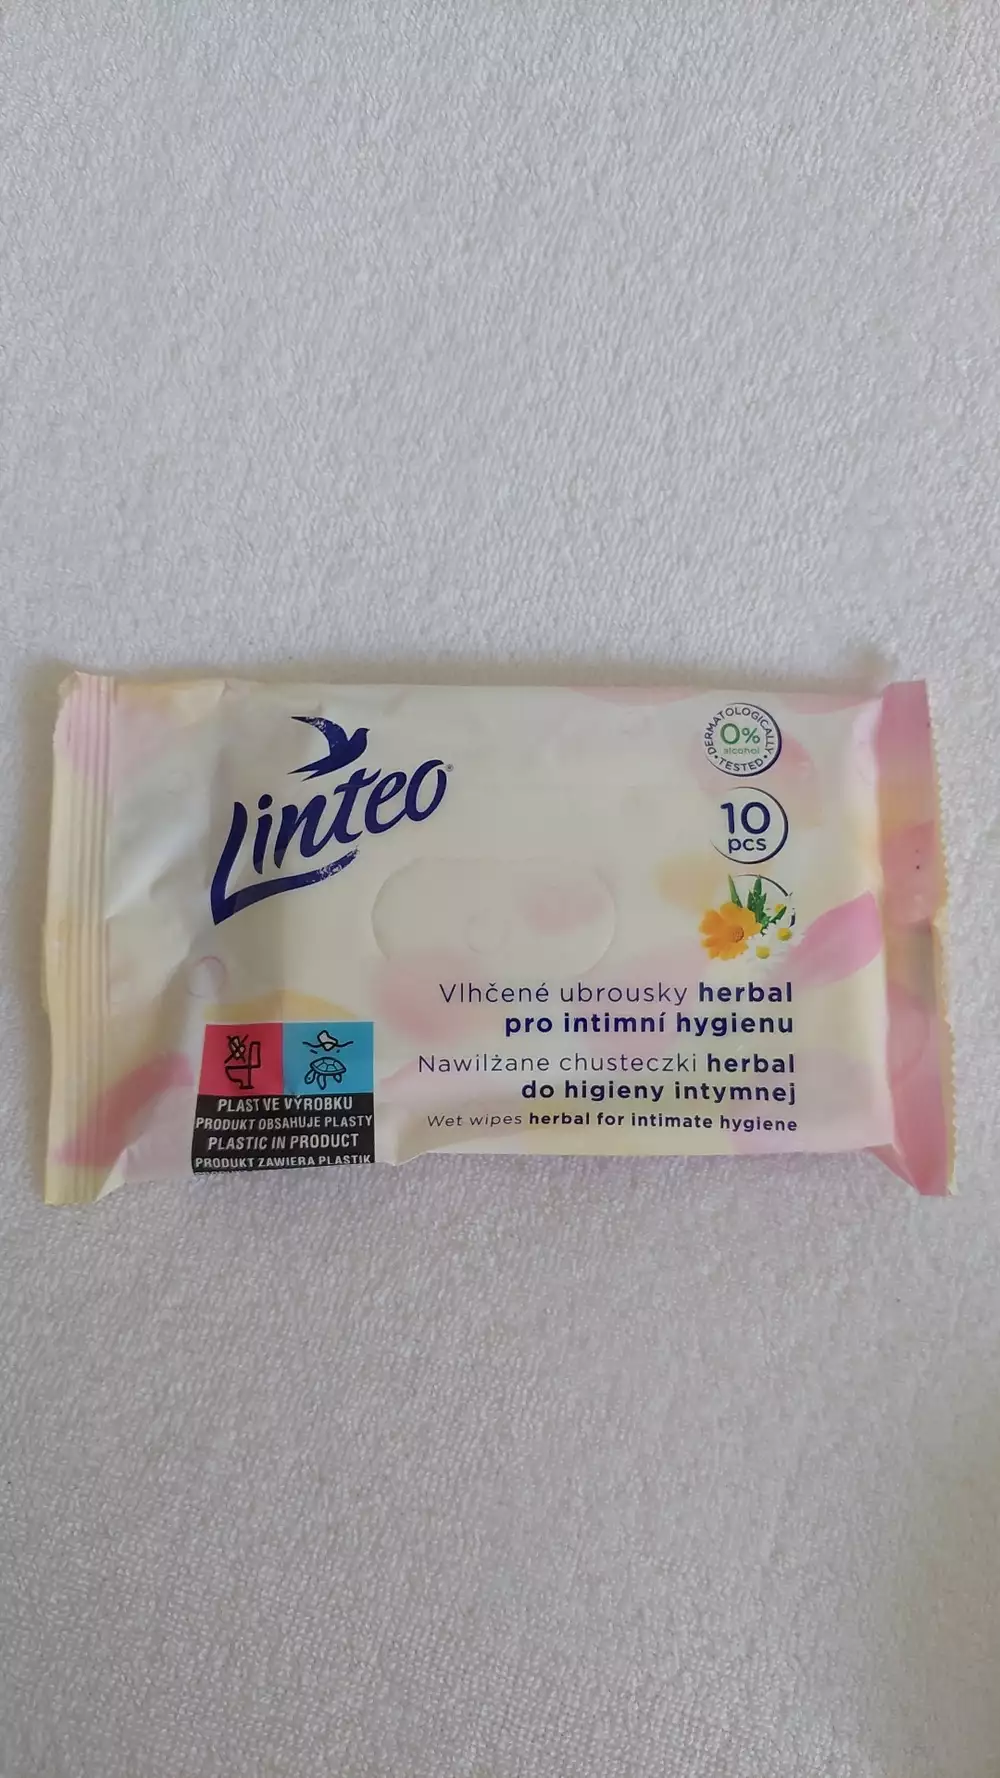 Linteo®
DERMATOLOGICALLY
0%
alcohol
• TESTED •
10
pcs
Vlhčené ubrousky herbal
pro intimní hygienu
Nawilżane chusteczki herbal
do higieny intymnej
Wet wipes herbal for intimate hygiene
PLAST VE VÝROBKU
PRODUKT OBSAHUJE PLASTY
PLASTIC IN PRODUCT
PRODUKT ZAWIERA PLASTIK